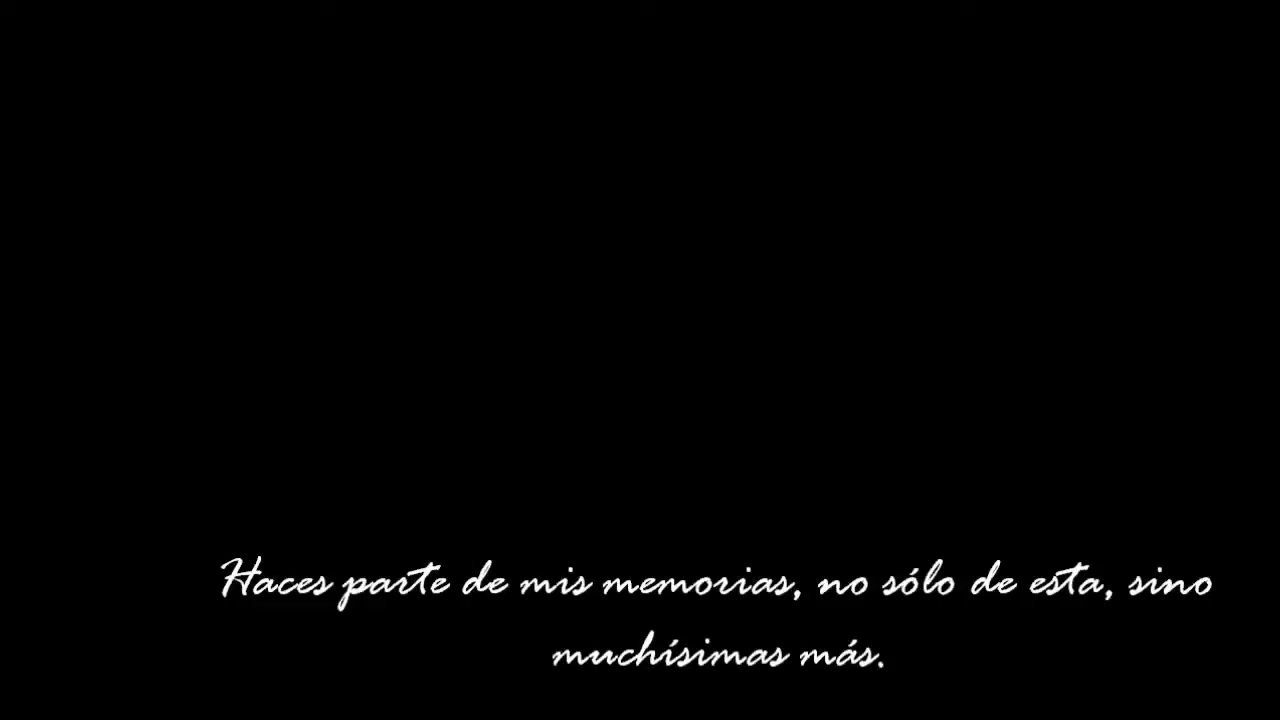 Haces parte de mis memorias, no sólo de esta, sino
muchísimas más.